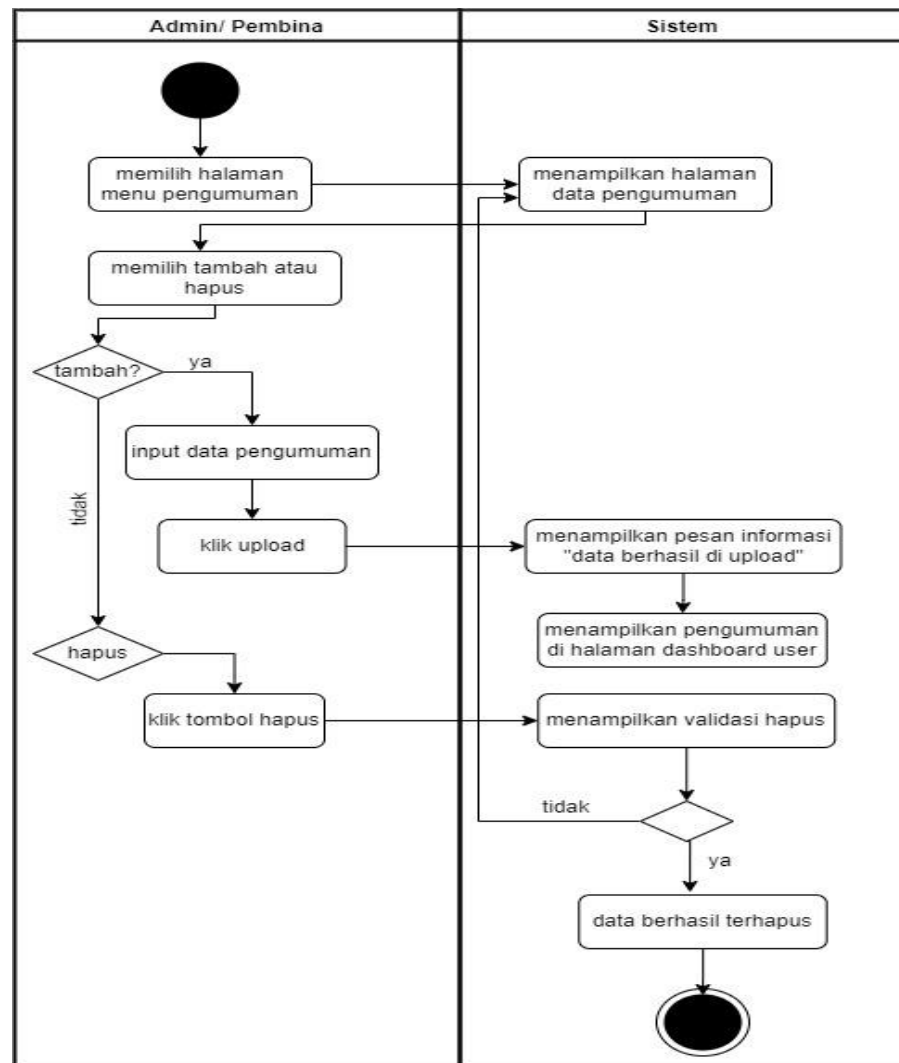 Admin/ Pembina
Sistem
memilih halaman
menu pengumuman
menampilkan halaman
data pengumuman
memilih tambah atau
hapus
tambah?
ya
input data pengumuman
tidak
klik upload
menampilkan pesan informasi
"data berhasil di upload"
menampilkan pengumuman
di halaman dashboard user
hapus
klik tombol hapus
menampilkan validasi hapus
tidak
ya
data berhasil terhapus